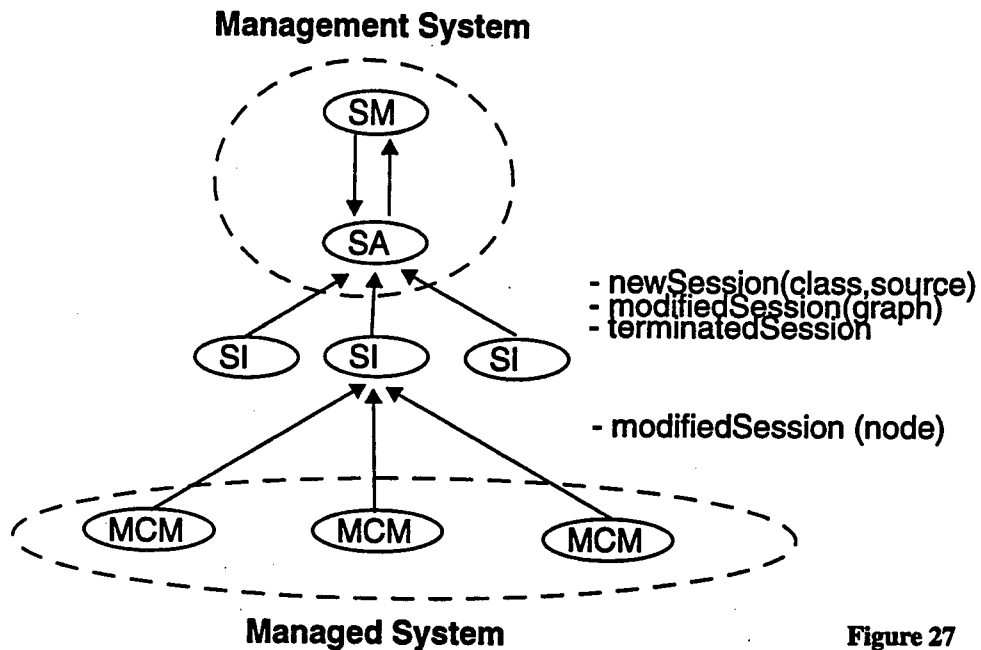 Management System
SM
SA
- newSession(class,source)
- modifiedSession(graph)
- terminatedSession
SI SI SI
- modifiedSession (node)
MCM MCM MCM
Managed System
Figure 27